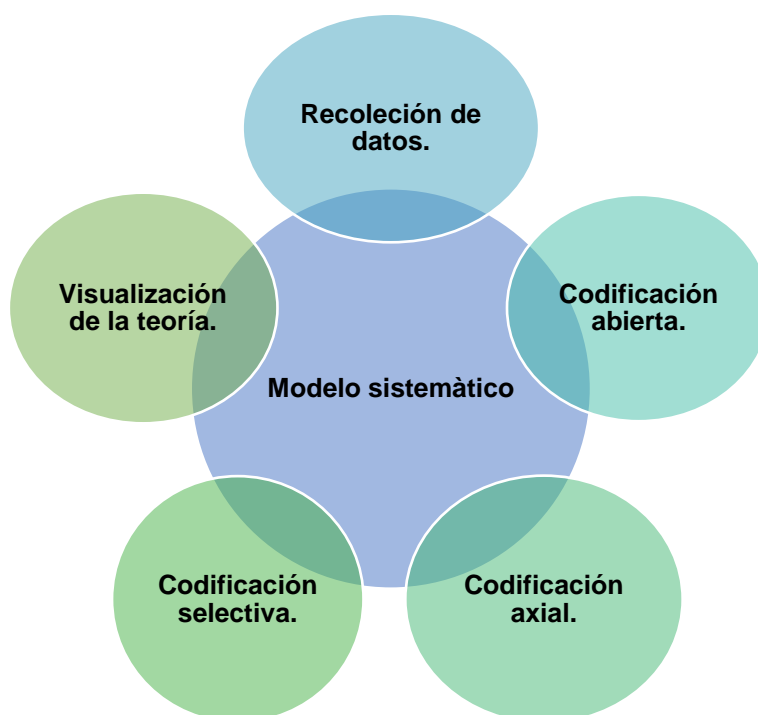 Recoleción de
datos.
Codificación
abierta.
Codificación
axial.
Codificación
selectiva.
Visualización
de la teoría.
Modelo sistemàtico